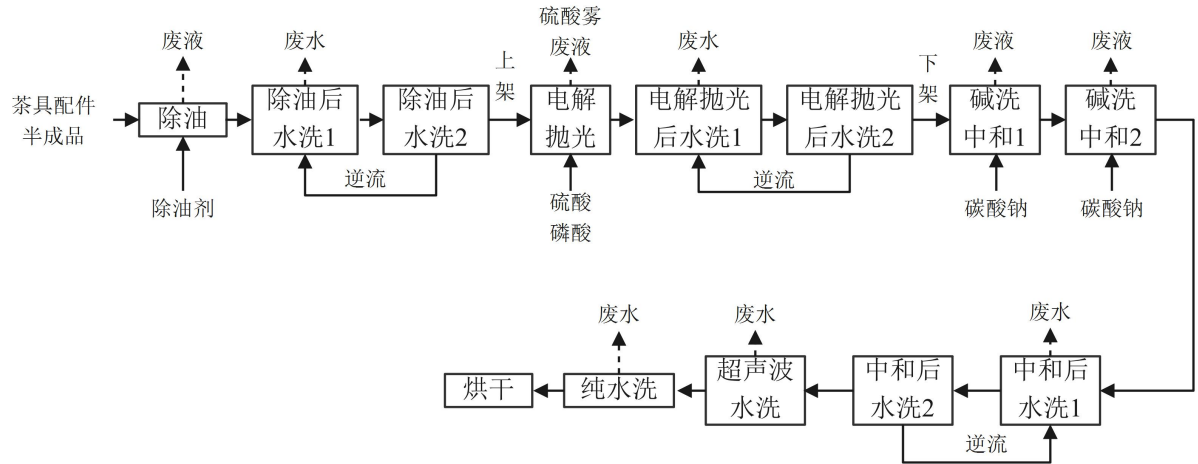 硫酸雾
废液
废水
废液
废水
废液
废液
上
架
下
架
茶具配件
半成品
除油
除油后
水洗1
除油后
水洗2
电解
抛光
电解抛光
后水洗1
电解抛光
后水洗2
碱洗
中和1
碱洗
中和2
逆流
逆流
除油剂
硫酸
磷酸
碳酸钠
碳酸钠
废水
废水
废水
烘干
纯水洗
超声波
水洗
中和后
水洗2
中和后
水洗1
逆流